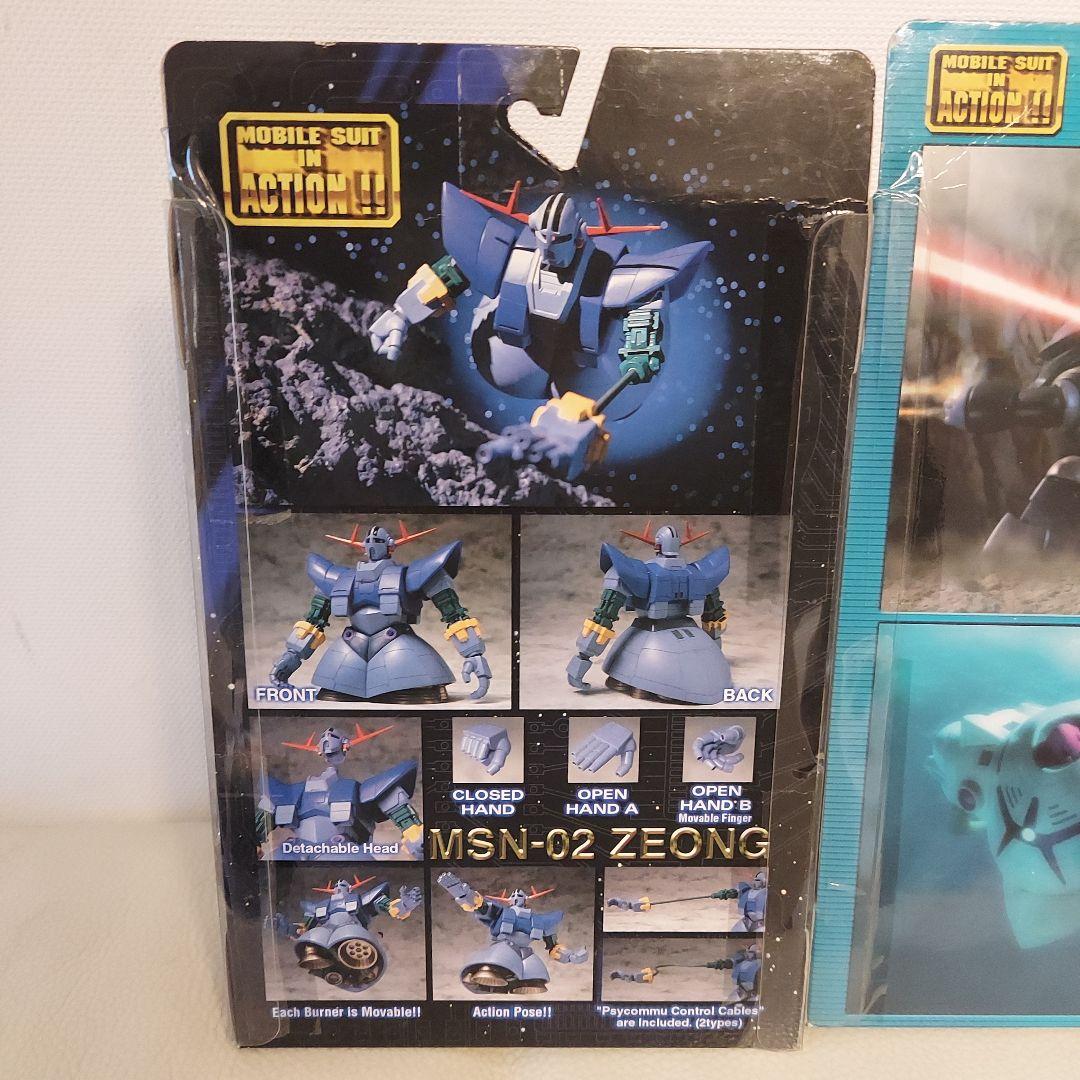 MOBILE SUIT
IN
ACTION !!
MOBILE SUIT
IN
ACTION !!
FRONT
BACK
Detachable Head
CLOSED
HAND
OPEN
HAND A
OPEN
HAND B
Movable Finger
MSN-02 ZEONG
Each Burner is Movable!!
Action Pose!!
"Psycommu Control Cables"
are Included. (2types)